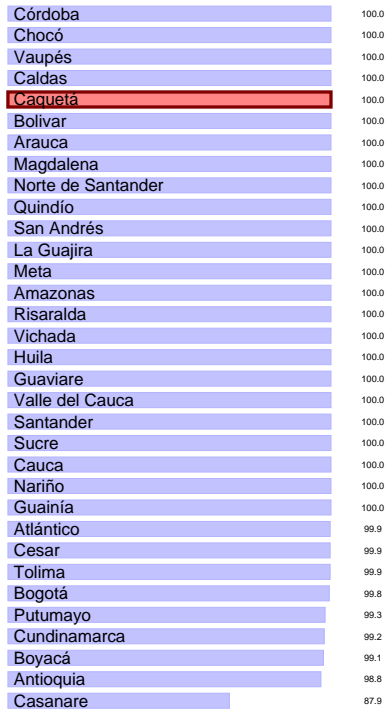 Córdoba 100.0
Chocó 100.0
Vaupés 100.0
Caldas 100.0
Caquetá 100.0
Bolivar 100.0
Arauca 100.0
Magdalena 100.0
Norte de Santander 100.0
Quindío 100.0
San Andrés 100.0
La Guajira 100.0
Meta 100.0
Amazonas 100.0
Risaralda 100.0
Vichada 100.0
Huila 100.0
Guaviare 100.0
Valle del Cauca 100.0
Santander 100.0
Sucre 100.0
Cauca 100.0
Nariño 100.0
Guainía 100.0
Atlántico 99.9
Cesar 99.9
Tolima 99.9
Bogotá 99.8
Putumayo 99.3
Cundinamarca 99.2
Boyacá 99.1
Antioquia 98.8
Casanare 87.9